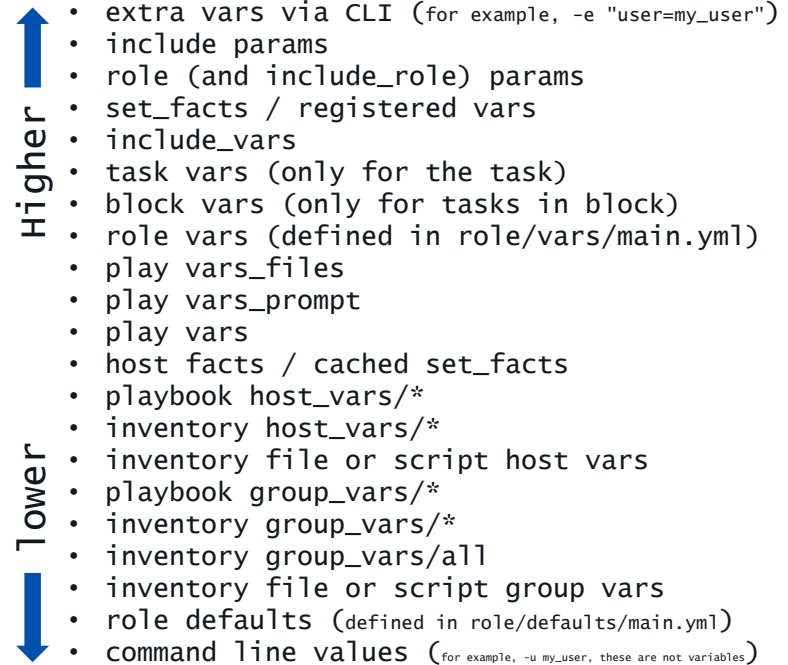 • extra vars via CLI (for example, -e "user=my_user")
• include params
• role (and include_role) params
• set_facts / registered vars
• include_vars
• task vars (only for the task)
• block vars (only for tasks in block)
• role vars (defined in role/vars/main.yml)
• play vars_files
• play vars_prompt
• play vars
• host facts / cached set_facts
• playbook host_vars/*
• inventory host_vars/*
• inventory file or script host vars
• playbook group_vars/*
• inventory group_vars/*
• inventory group_vars/all
• inventory file or script group vars
• role defaults (defined in role/defaults/main.yml)
• command line values (for example, -u my_user, these are not variables)
Higher
lower